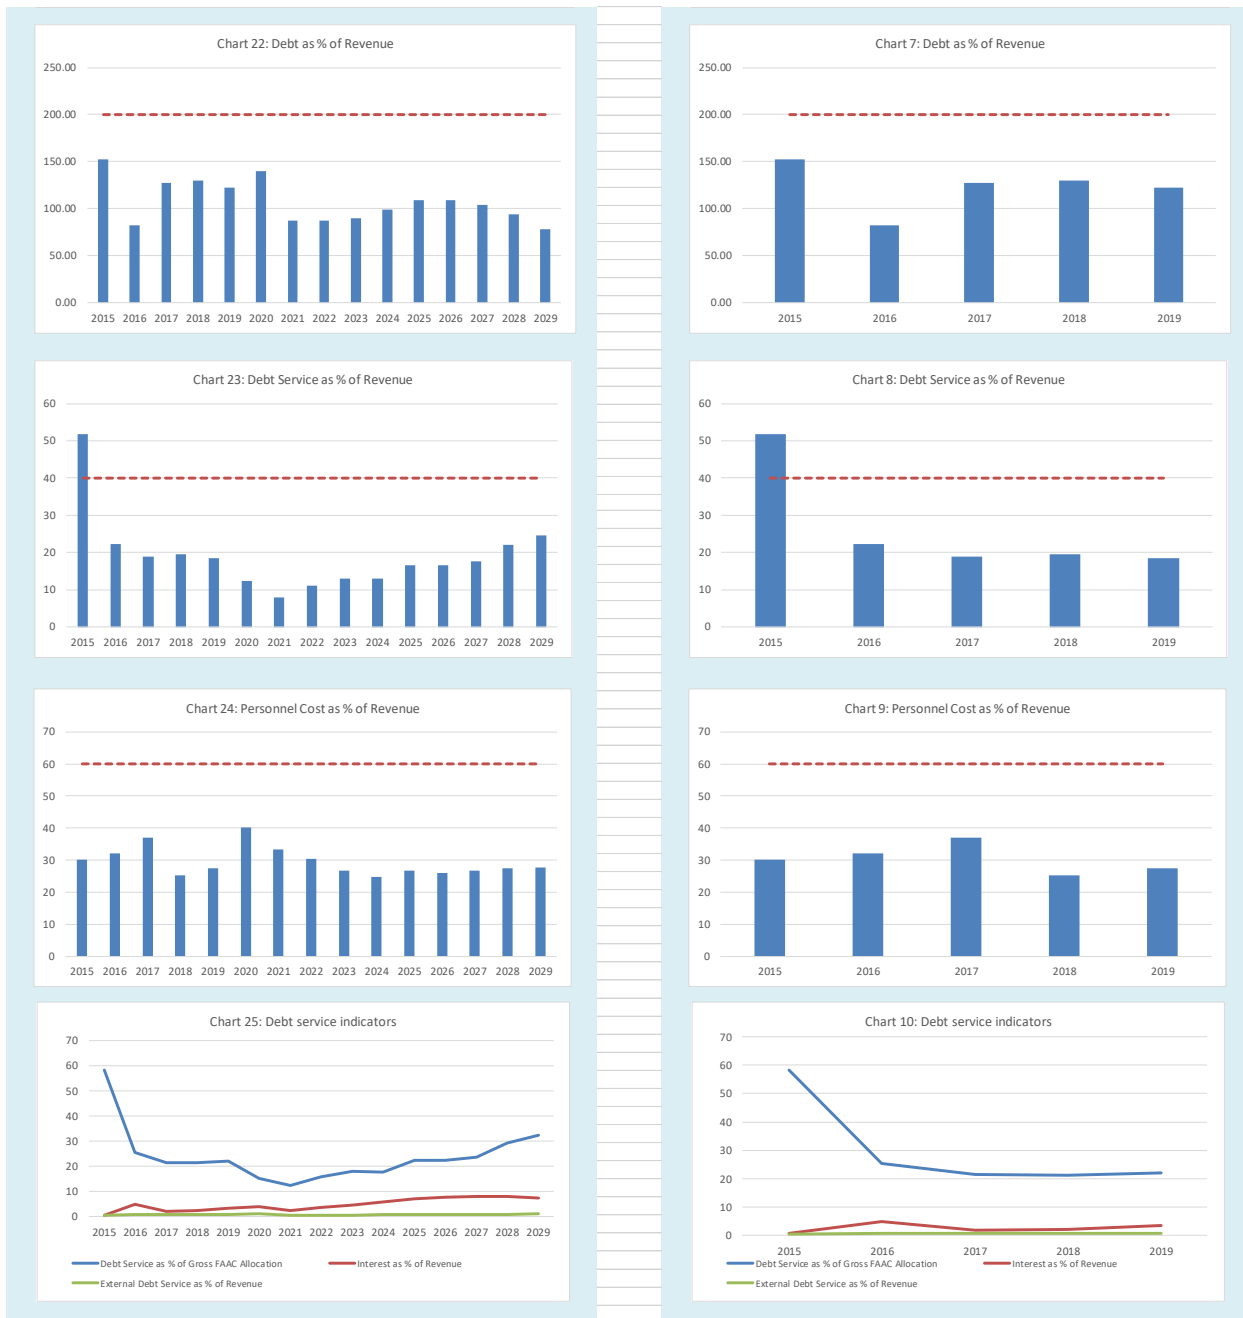 Chart 22: Debt as % of Revenue
250.00
200.00
150.00
100.00
50.00
0.00
2015 2016 2017 2018 2019 2020 2021 2022 2023 2024 2025 2026 2027 2028 2029
Chart 7: Debt as % of Revenue
250.00
200.00
150.00
100.00
50.00
0.00
2015 2016 2017 2018 2019
Chart 23: Debt Service as % of Revenue
60
50
40
30
20
10
0
2015 2016 2017 2018 2019 2020 2021 2022 2023 2024 2025 2026 2027 2028 2029
Chart 8: Debt Service as % of Revenue
60
50
40
30
20
10
0
2015 2016 2017 2018 2019
Chart 24: Personnel Cost as % of Revenue
70
60
50
40
30
20
10
0
2015 2016 2017 2018 2019 2020 2021 2022 2023 2024 2025 2026 2027 2028 2029
Chart 9: Personnel Cost as % of Revenue
70
60
50
40
30
20
10
0
2015 2016 2017 2018 2019
Chart 25: Debt service indicators
70
60
50
40
30
20
10
0
2015 2016 2017 2018 2019 2020 2021 2022 2023 2024 2025 2026 2027 2028 2029
Debt Service as % of Gross FAAC Allocation Interest as % of Revenue
External Debt Service as % of Revenue
Chart 10: Debt service indicators
70
60
50
40
30
20
10
0
2015 2016 2017 2018 2019
Debt Service as % of Gross FAAC Allocation Interest as % of Revenue
External Debt Service as % of Revenue